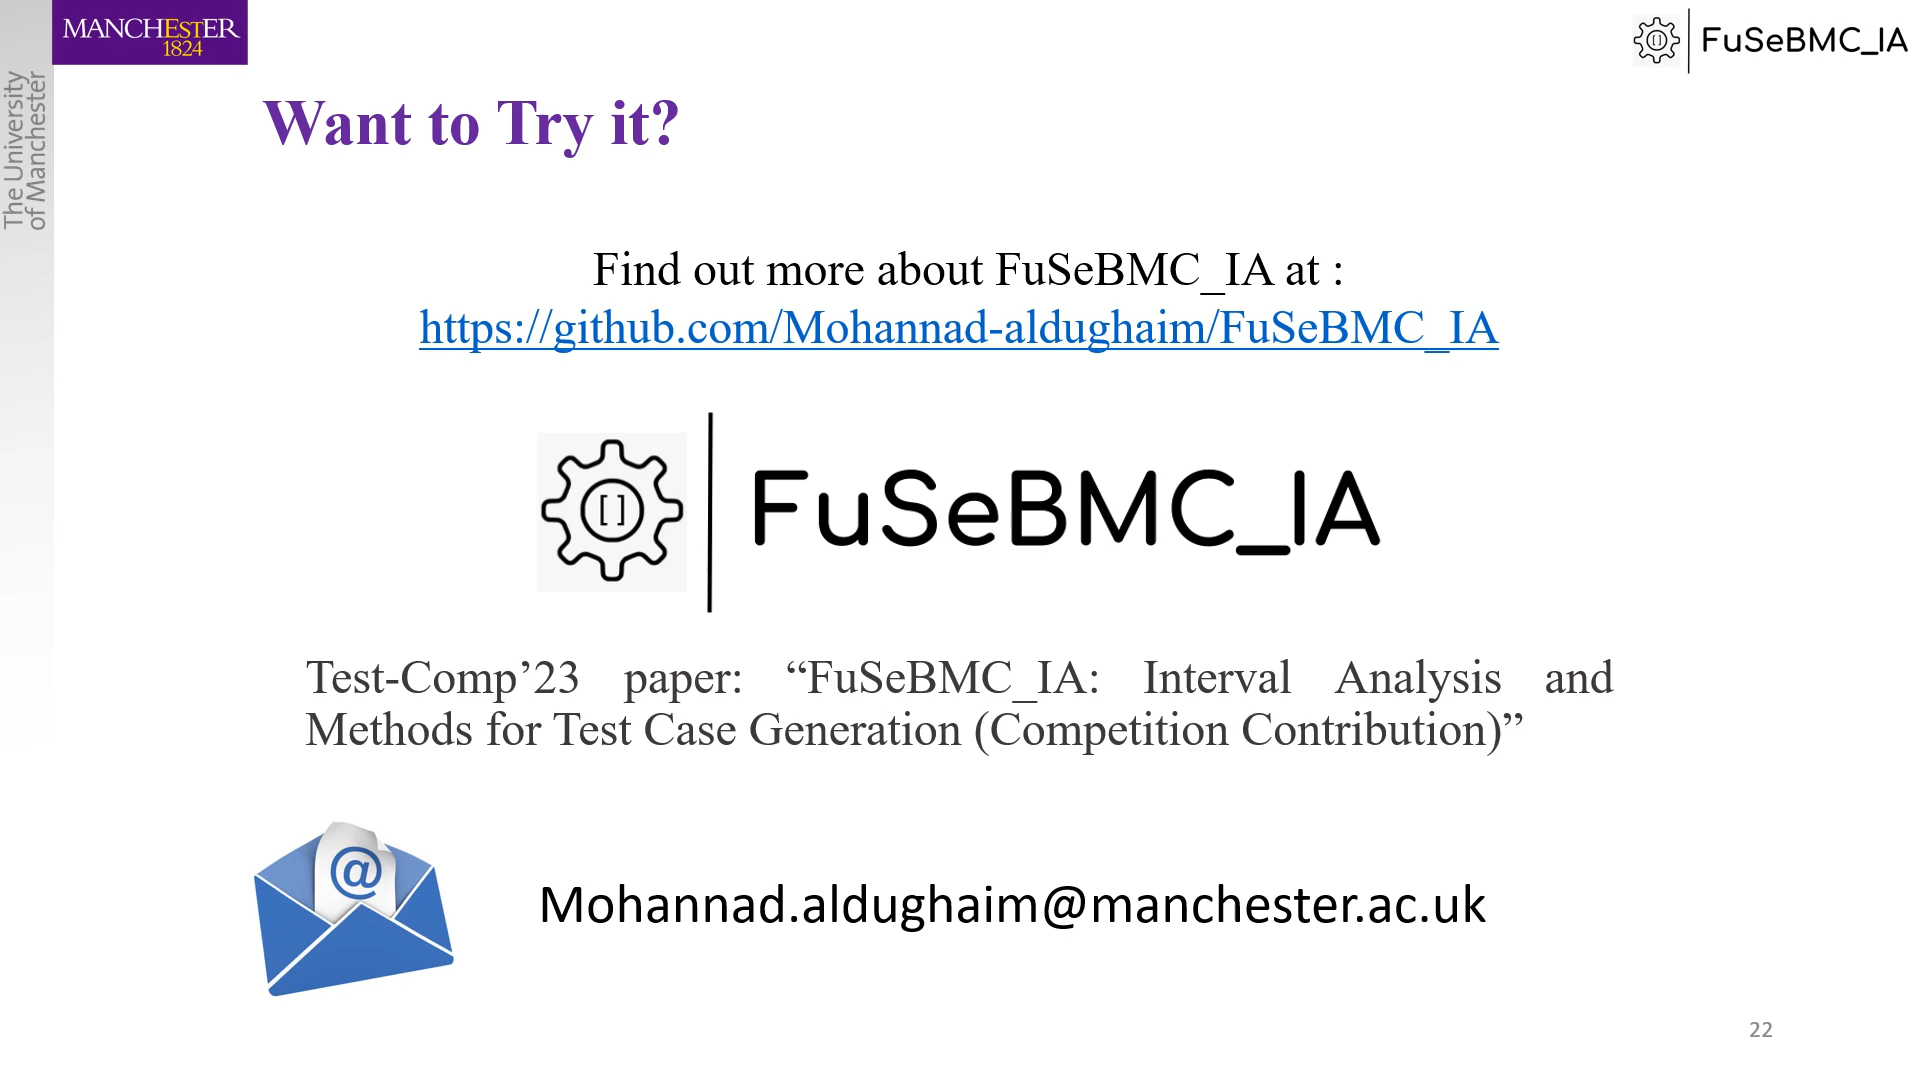 MANCHESTER
1824
The University
of Manchester
FuSeBMC_IA
Want to Try it?
Find out more about FuSeBMC_IA at :
https://github.com/Mohannad-aldughaim/FuSeBMC_IA
[ ]
FuSeBMC_IA
Test-Comp’23 paper: “FuSeBMC_IA: Interval Analysis and
Methods for Test Case Generation (Competition Contribution)”
@
Mohannad.aldughaim@manchester.ac.uk
22